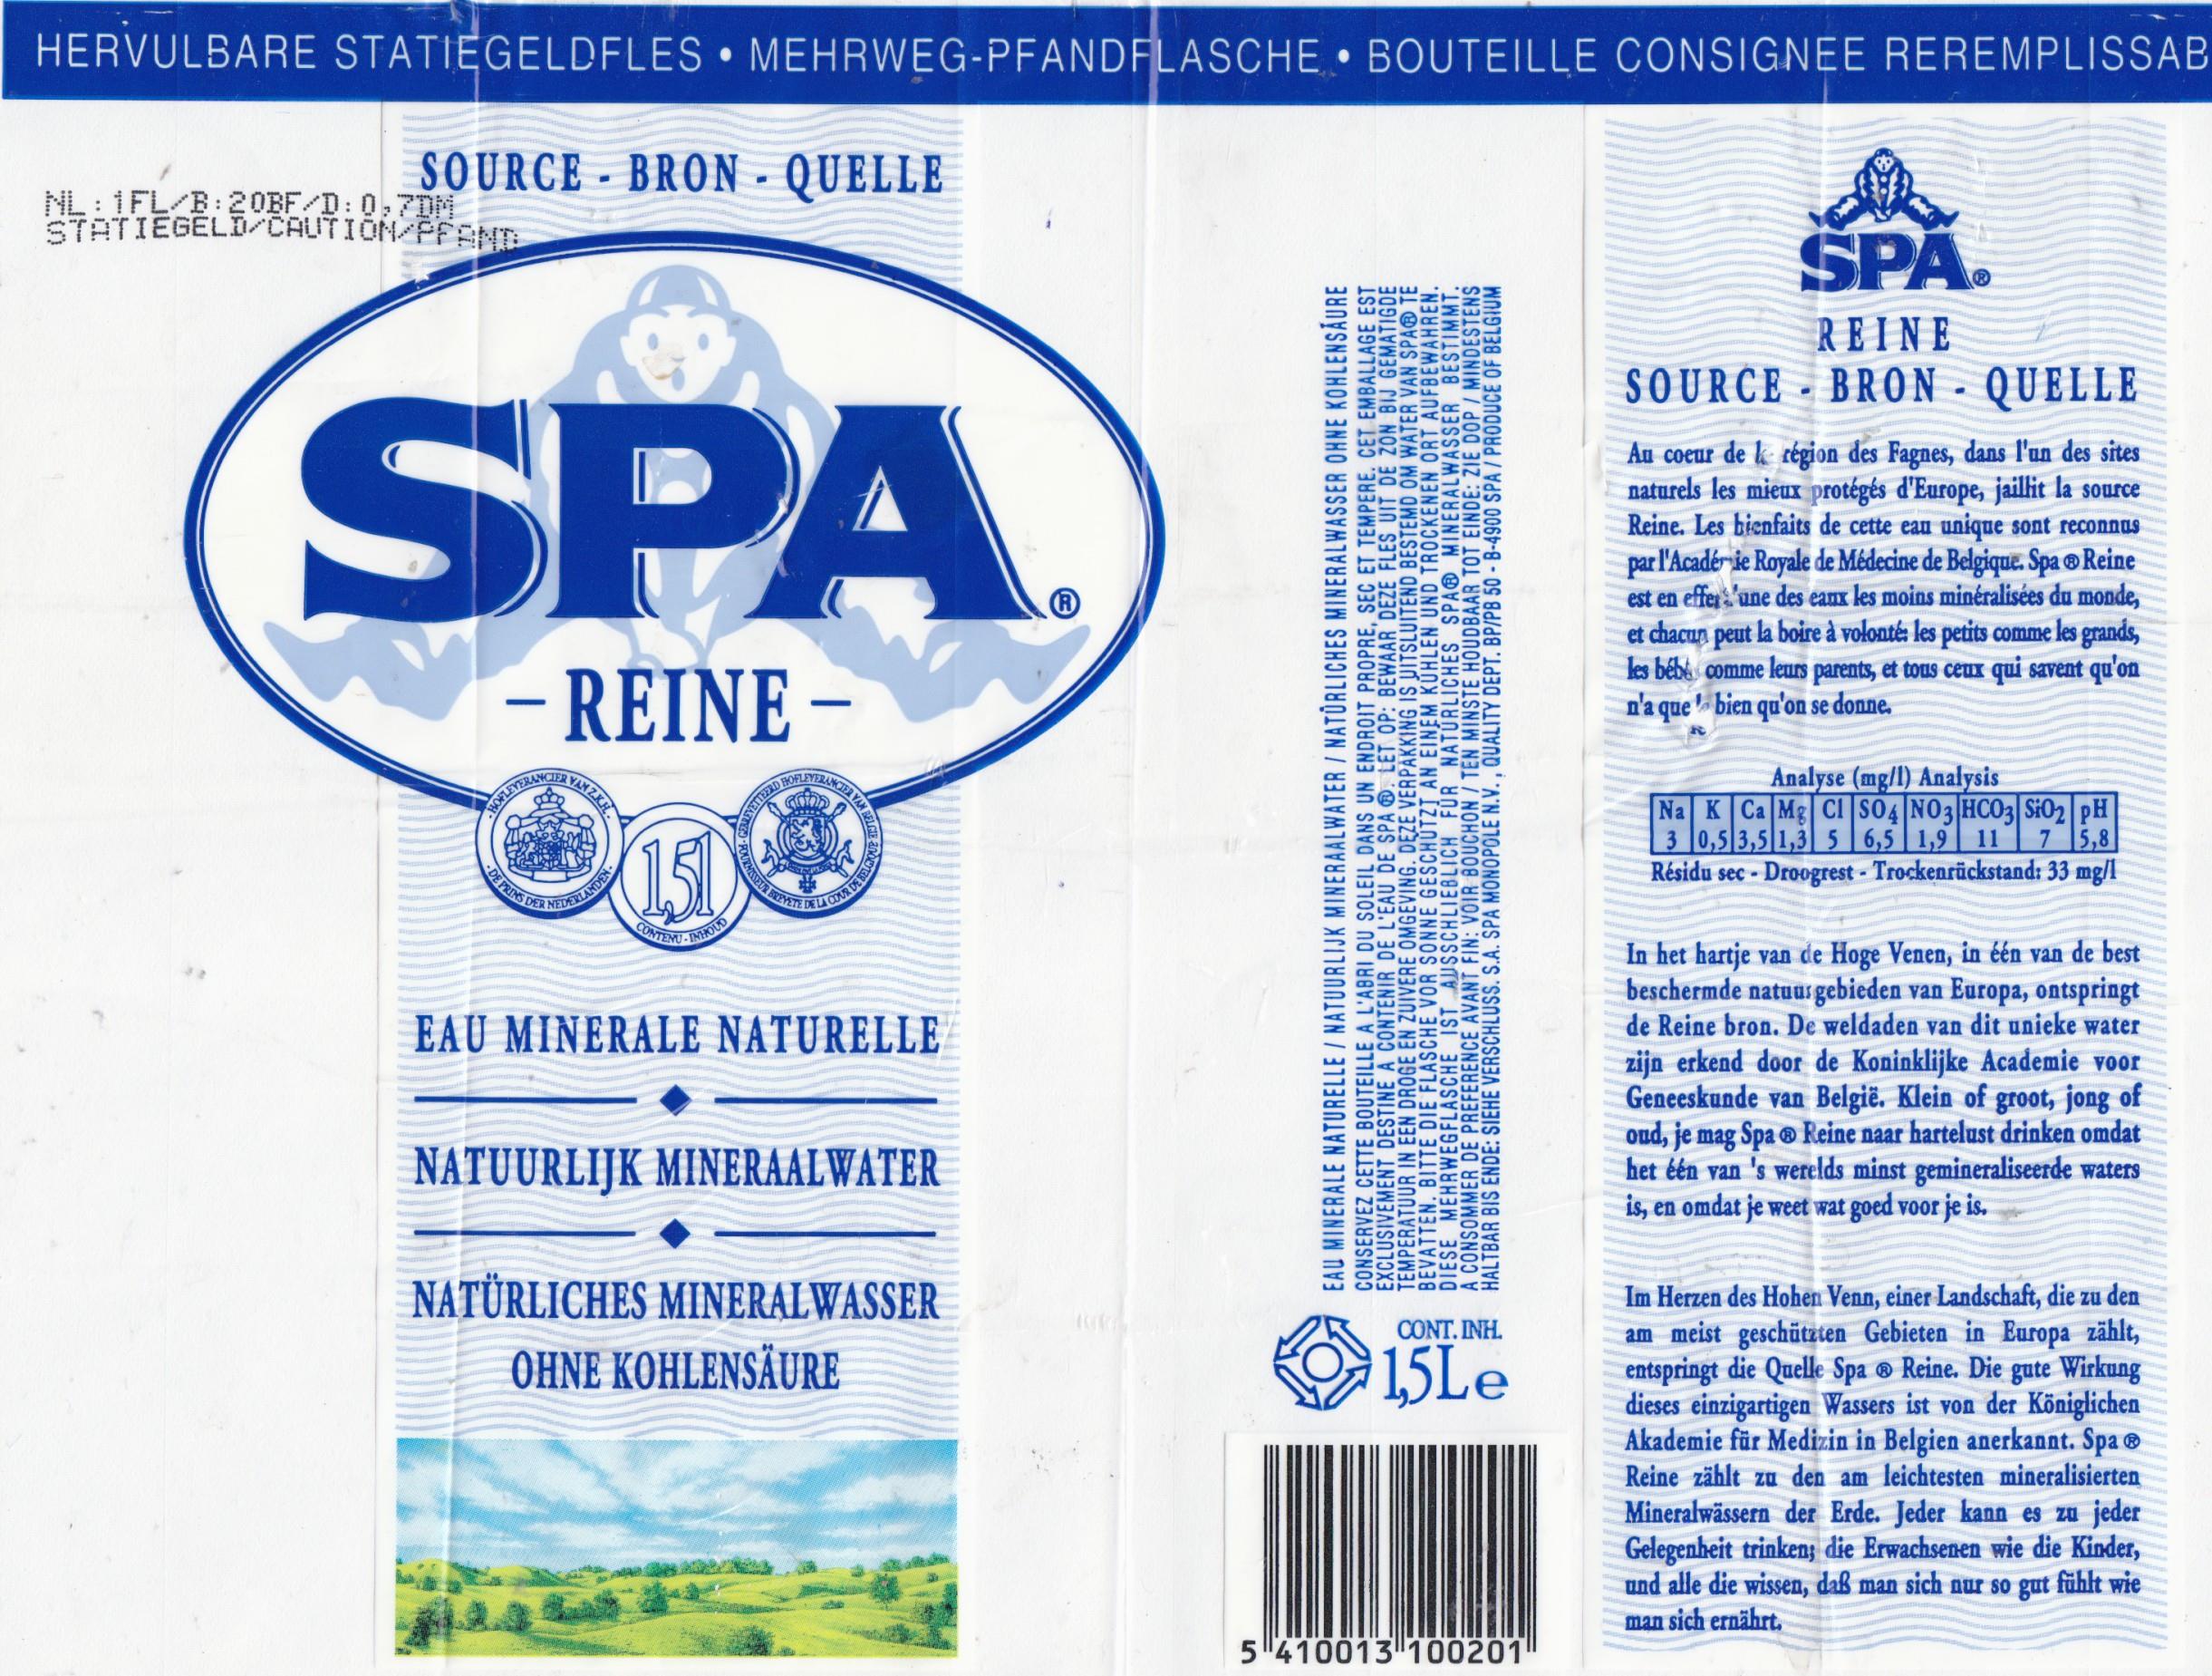 HERVULBARE STATIEGELDFLES • MEHRWEG-PFANDFLASCHE • BOUTEILLE CONSIGNEE REREMPLISSAB
SOURCE - BRON - QUELLE
NL:1FL/B:20BF/D:0,7DM
STATIEGELD/CAUTION/PFAND
SPA®
- REINE -
HOFLEVERANCIER VAN Z.K.H.
DE PRINS DER NEDERLANDEN
1,5l
CONTENU - INHOUD
GEBREVETTEERD HOFLEVERANCIER VAN BELGIE
FOURNISSEUR BREVETE DE LA COUR DE BELGIQUE
EAU MINERALE NATURELLE
NATUURLIJK MINERAALWATER
NATÜRLICHES MINERALWASSER
OHNE KOHLENSÄURE
EAU MINERALE NATURELLE / NATUURLIJK MINERAALWATER / NATÜRLICHES MINERALWASSER OHNE KOHLENSÄURE
CONSERVEZ CETTE BOUTEILLE A L'ABRI DU SOLEIL DANS UN ENDROIT PROPRE, SEC ET TEMPERE. CET EMBALLAGE EST
EXCLUSIVEMENT DESTINE A CONTENIR DE L'EAU DE SPA®. LET OP: BEWAAR DEZE FLES UIT DE ZON BIJ GEMATIGDE
TEMPERATUUR IN EEN DROGE EN ZUIVERE OMGEVING. DEZE VERPAKKING IS UITSLUITEND BESTEMD OM WATER VAN SPA® TE
BEVATTEN. BITTE DIE FLASCHE VOR SONNE GESCHÜTZT AN EINEM KÜHLEN UND TROCKENEN ORT AUFBEWAHREN.
DIESE MEHRWEGFLASCHE IST AUSSCHLIEBLICH FÜR NATÜRLICHES SPA® MINERALWASSER BESTIMMT.
A CONSOMMER DE PREFERENCE AVANT FIN: VOIR BOUCHON / TEN MINSTE HOUDBAAR TOT EINDE: ZIE DOP / MINDESTENS
HALTBAR BIS ENDE: SIEHE VERSCHLUSS. S.A. SPA MONOPOLE N.V., QUALITY DEPT. BP/PB 50 - B-4900 SPA / PRODUCE OF BELGIUM
CONT. INH.
1,5L e
5 410013 100201
SPA®
REINE
SOURCE - BRON - QUELLE
Au coeur de la région des Fagnes, dans l'un des sites
naturels les mieux protégés d'Europe, jaillit la source
Reine. Les bienfaits de cette eau unique sont reconnus
par l'Académie Royale de Médecine de Belgique. Spa ® Reine
est en effet l'une des eaux les moins minéralisées du monde,
et chacun peut la boire à volonté: les petits comme les grands,
les bébés comme leurs parents, et tous ceux qui savent qu'on
n'a que le bien qu'on se donne.
Analyse (mg/l) Analysis
Na K Ca Mg Cl SO4 NO3 HCO3 SiO2 pH
3 0,5 3,5 1,3 5 6,5 1,9 11 7 5,8
Résidu sec - Droogrest - Trockenrückstand: 33 mg/l
In het hartje van de Hoge Venen, in één van de best
beschermde natuurgebieden van Europa, ontspringt
de Reine bron. De weldaden van dit unieke water
zijn erkend door de Koninklijke Academie voor
Geneeskunde van België. Klein of groot, jong of
oud, je mag Spa ® Reine naar hartelust drinken omdat
het één van 's werelds minst gemineraliseerde waters
is, en omdat je weet wat goed voor je is.
Im Herzen des Hohen Venn, einer Landschaft, die zu den
am meist geschützten Gebieten in Europa zählt,
entspringt die Quelle Spa ® Reine. Die gute Wirkung
dieses einzigartigen Wassers ist von der Königlichen
Akademie für Medizin in Belgien anerkannt. Spa ®
Reine zählt zu den am leichtesten mineralisierten
Mineralwässern der Erde. Jeder kann es zu jeder
Gelegenheit trinken; die Erwachsenen wie die Kinder,
und alle die wissen, daß man sich nur so gut fühlt wie
man sich ernährt.